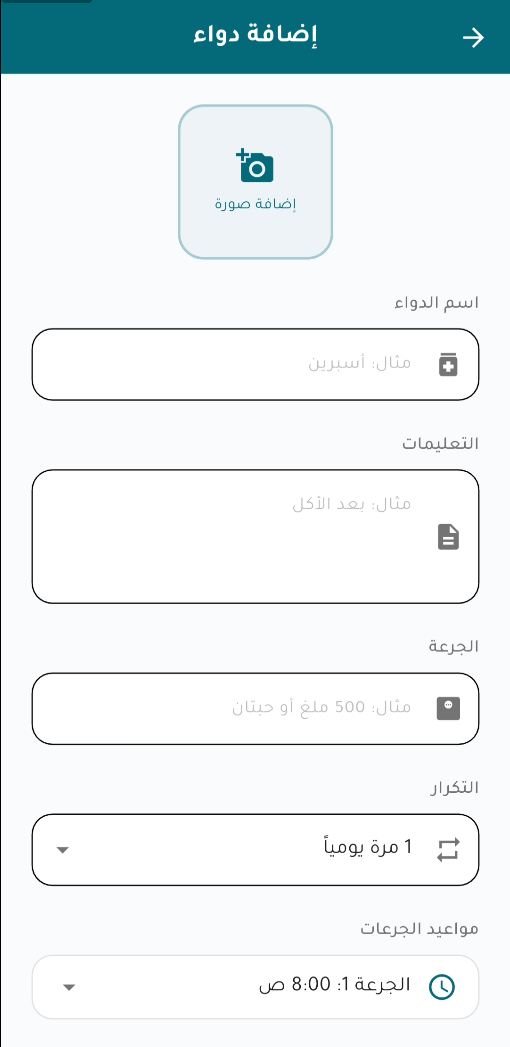 إضافة دواء
إضافة صورة
اسم الدواء
مثال: أسبرين
التعليمات
مثال: بعد الأكل
الجرعة
مثال: 500 ملغ أو حبتان
التكرار
1 مرة يومياً
مواعيد الجرعات
الجرعة 1: 8:00 ص